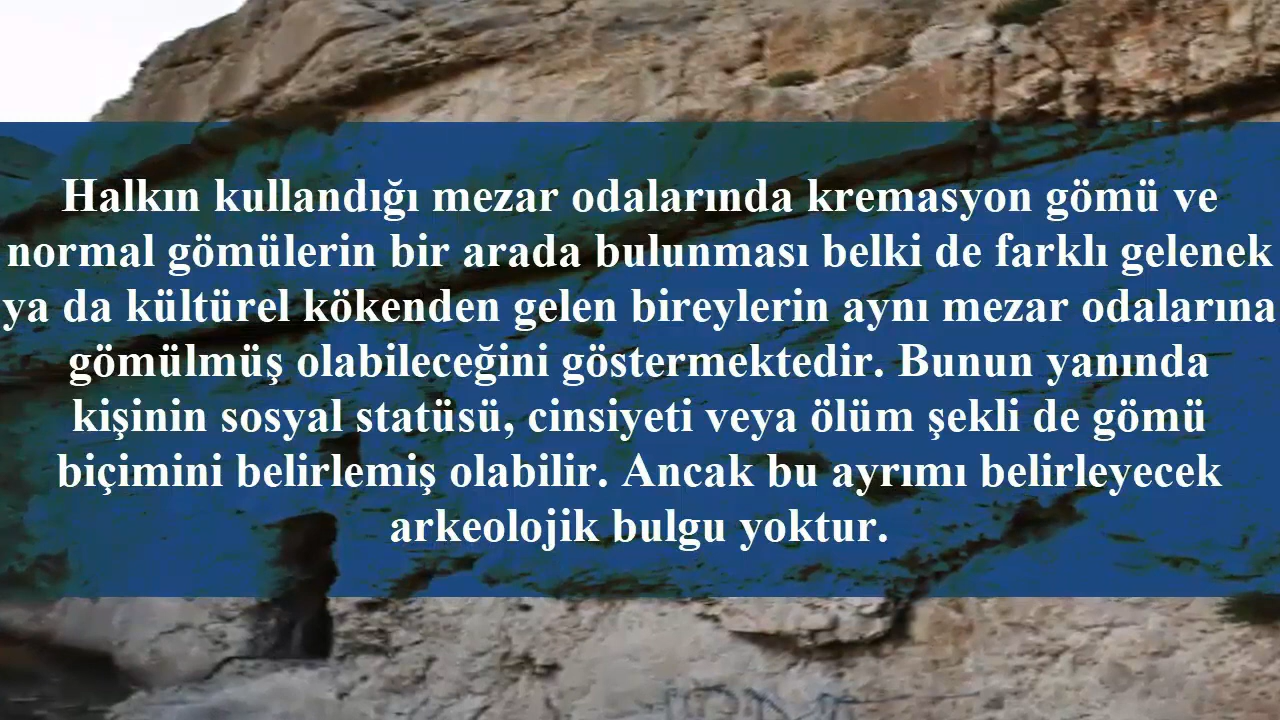 Halkın kullandığı mezar odalarında kremasyon gömü ve
normal gömülerin bir arada bulunması belki de farklı gelenek
ya da kültürel kökenden gelen bireylerin aynı mezar odalarına
gömülmüş olabileceğini göstermektedir. Bunun yanında
kişinin sosyal statüsü, cinsiyeti veya ölüm şekli de gömü
biçimini belirlemiş olabilir. Ancak bu ayrımı belirleyecek
arkeolojik bulgu yoktur.